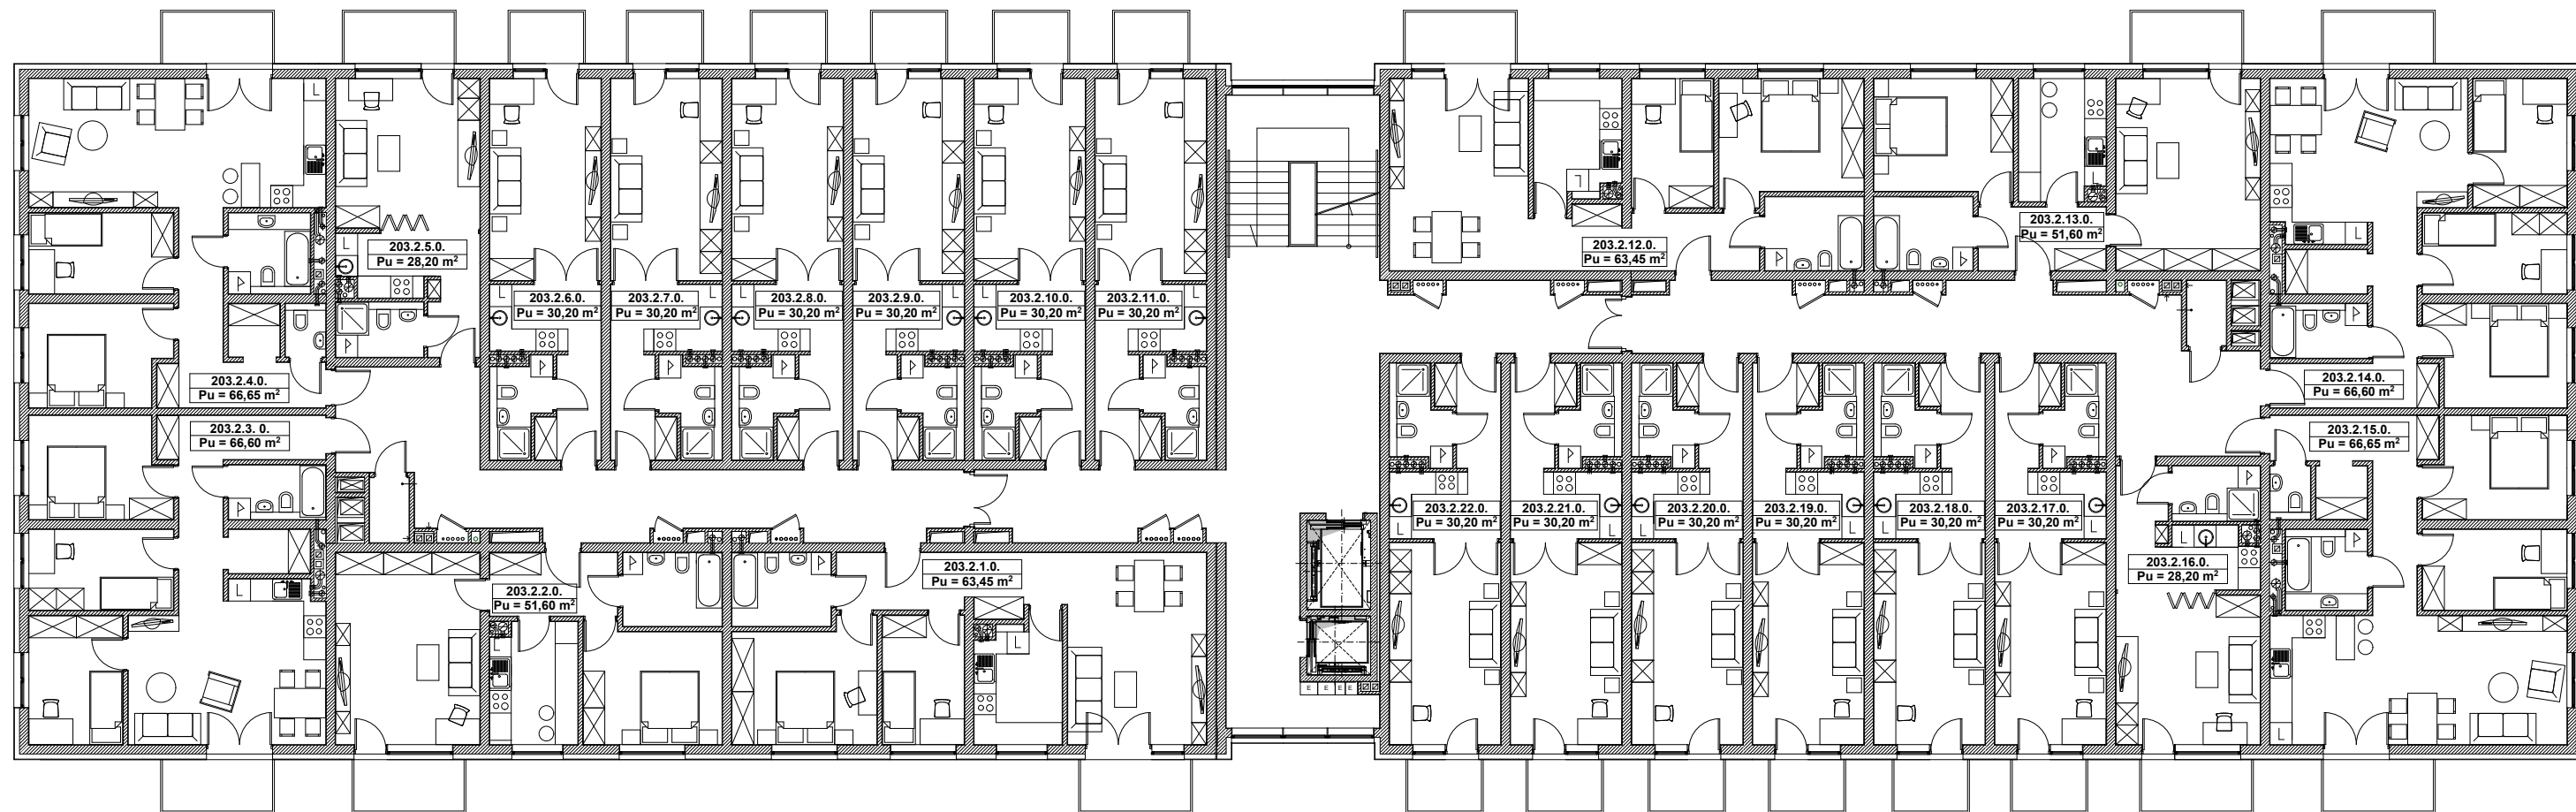 203.2.5.0.
Pu = 28,20 m²
203.2.6.0.
Pu = 30,20 m²
203.2.7.0.
Pu = 30,20 m²
203.2.8.0.
Pu = 30,20 m²
203.2.9.0.
Pu = 30,20 m²
203.2.10.0.
Pu = 30,20 m²
203.2.11.0.
Pu = 30,20 m²
203.2.12.0.
Pu = 63,45 m²
203.2.13.0.
Pu = 51,60 m²
203.2.4.0.
Pu = 66,65 m²
203.2.14.0.
Pu = 66,60 m²
203.2.3. 0.
Pu = 66,60 m²
203.2.15.0.
Pu = 66,65 m²
203.2.22.0.
Pu = 30,20 m²
203.2.21.0.
Pu = 30,20 m²
203.2.20.0.
Pu = 30,20 m²
203.2.19.0.
Pu = 30,20 m²
203.2.18.0.
Pu = 30,20 m²
203.2.17.0.
Pu = 30,20 m²
203.2.16.0.
Pu = 28,20 m²
203.2.2.0.
Pu = 51,60 m²
203.2.1.0.
Pu = 63,45 m²
E E E E